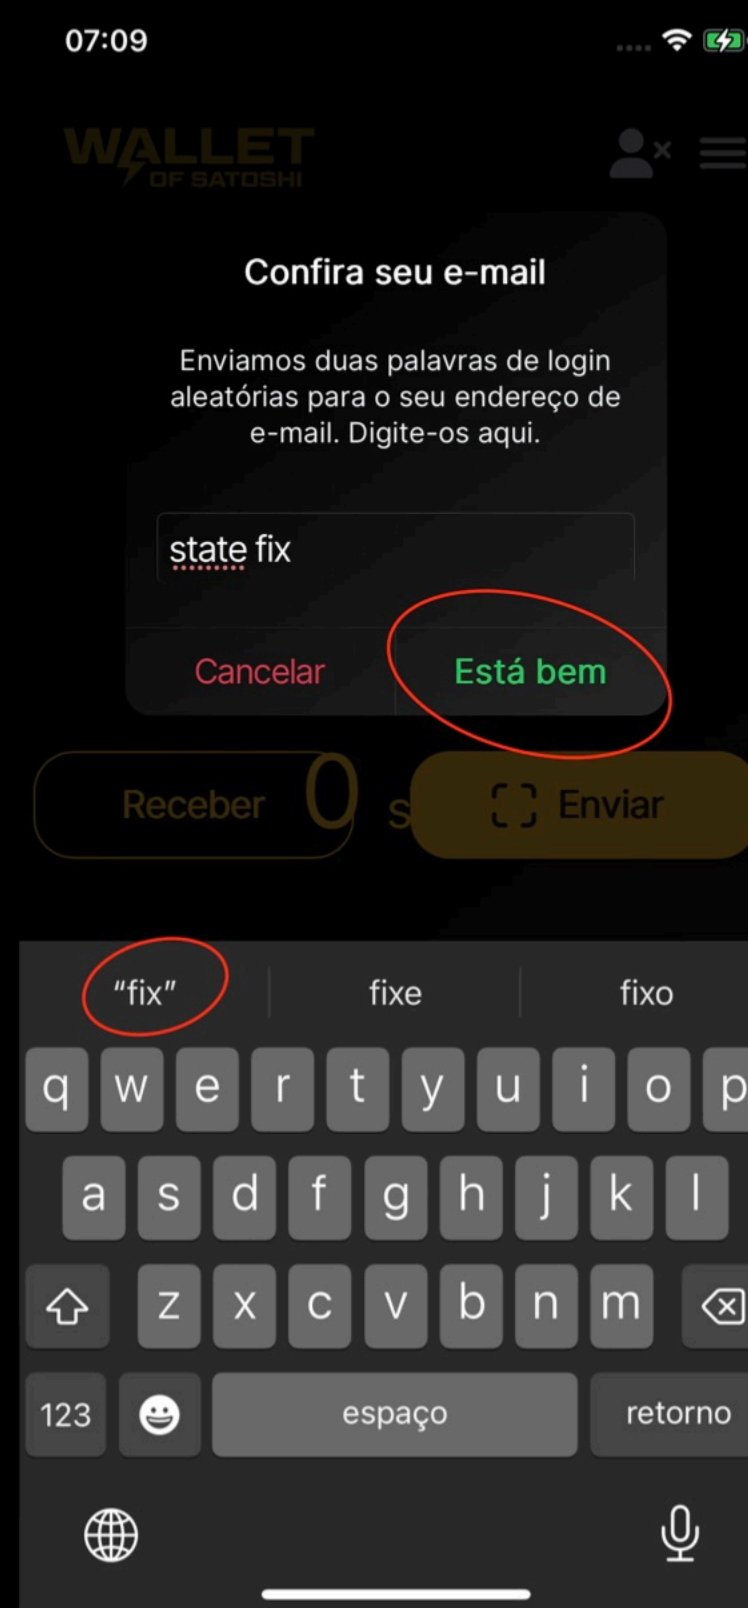 07:09
WALLET
OF SATOSHI
Confira seu e-mail
Enviamos duas palavras de login
aleatórias para o seu endereço de
e-mail. Digite-os aqui.
state fix
Cancelar
Está bem
Receber
0 s
Enviar
“fix”
fixe
fixo
q w e r t y u i o p
a s d f g h j k l
z x c v b n m
123
espaço
retorno